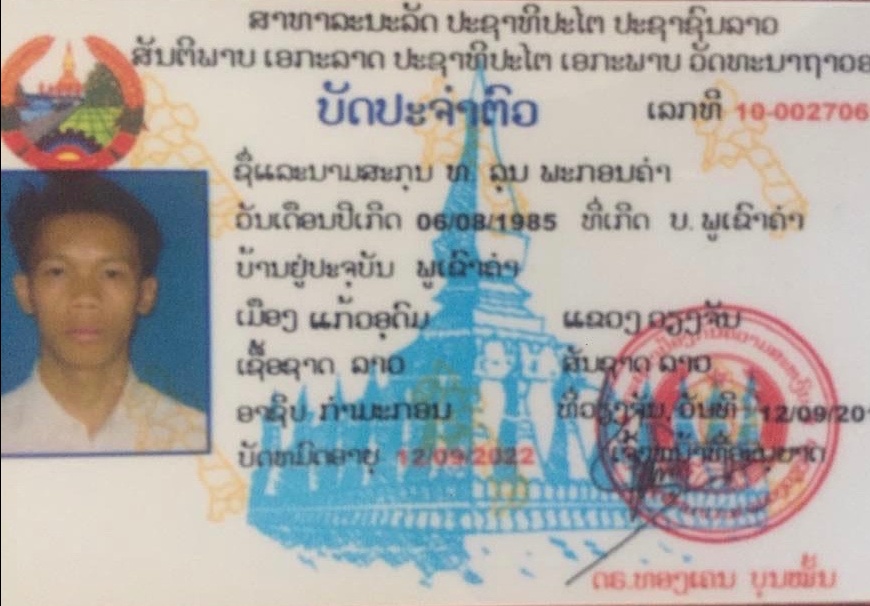 ສາທາລະນະລັດ ປະຊາທິປະໄຕ ປະຊາຊົນລາວ
ສັນຕິພາບ ເອກະລາດ ປະຊາທິປະໄຕ ເອກະພາບ ວັດທະນາຖາວອ
ບັດປະຈຳຕົວ
ເລກທີ 10-002706
ຊື່ແລະນາມສະກຸນ ທ. ລຸນ ພະກອນຄຳ
ວັນເດືອນປີເກີດ 06/08/1985 ທີ່ເກີດ ບ. ພູເຂົາຄຳ
ບ້ານຢູ່ປະຈຸບັນ ພູເຂົາຄຳ
ເມືອງ ແກ້ວອຸດົມ ແຂວງ ວຽງຈັນ
ເຊື້ອຊາດ ລາວ ສັນຊາດ ລາວ
ອາຊີບ ກຳມະກອນ ທີ່ວຽງຈັນ, ວັນທີ 12/09/201
ບັດຫມົດອາຍຸ 12/09/2022 ເຈົ້າຫນ້າທີ່
ດຣ.ທອງເດນ ບຸນໝັ້ນ